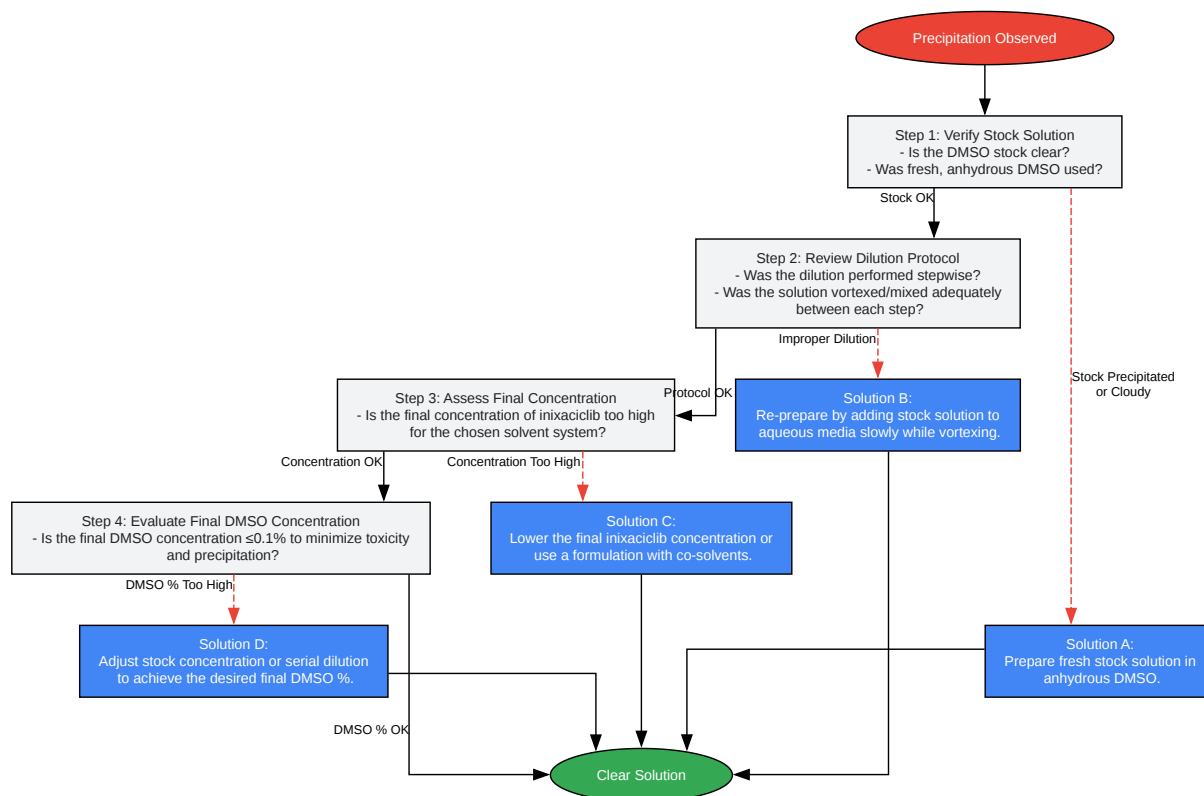 Precipitation Observed
Step 1: Verify Stock Solution
- Is the DMSO stock clear?
- Was fresh, anhydrous DMSO used?
Stock OK
Step 2: Review Dilution Protocol
- Was the dilution performed stepwise?
- Was the solution vortexed/mixed adequately
between each step?
Improper Dilution
Stock Precipitated
or Cloudy
Protocol OK
Step 3: Assess Final Concentration
- Is the final concentration of inixaciclib too high
for the chosen solvent system?
Solution B:
Re-prepare by adding stock solution to
aqueous media slowly while vortexing.
Concentration OK
Concentration Too High
Step 4: Evaluate Final DMSO Concentration
- Is the final DMSO concentration ≤0.1% to minimize toxicity
and precipitation?
Solution C:
Lower the final inixaciclib concentration or
use a formulation with co-solvents.
DMSO % Too High
Solution D:
Adjust stock concentration or serial dilution
to achieve the desired final DMSO %.
Solution A:
Prepare fresh stock solution in
anhydrous DMSO.
DMSO % OK
Clear Solution